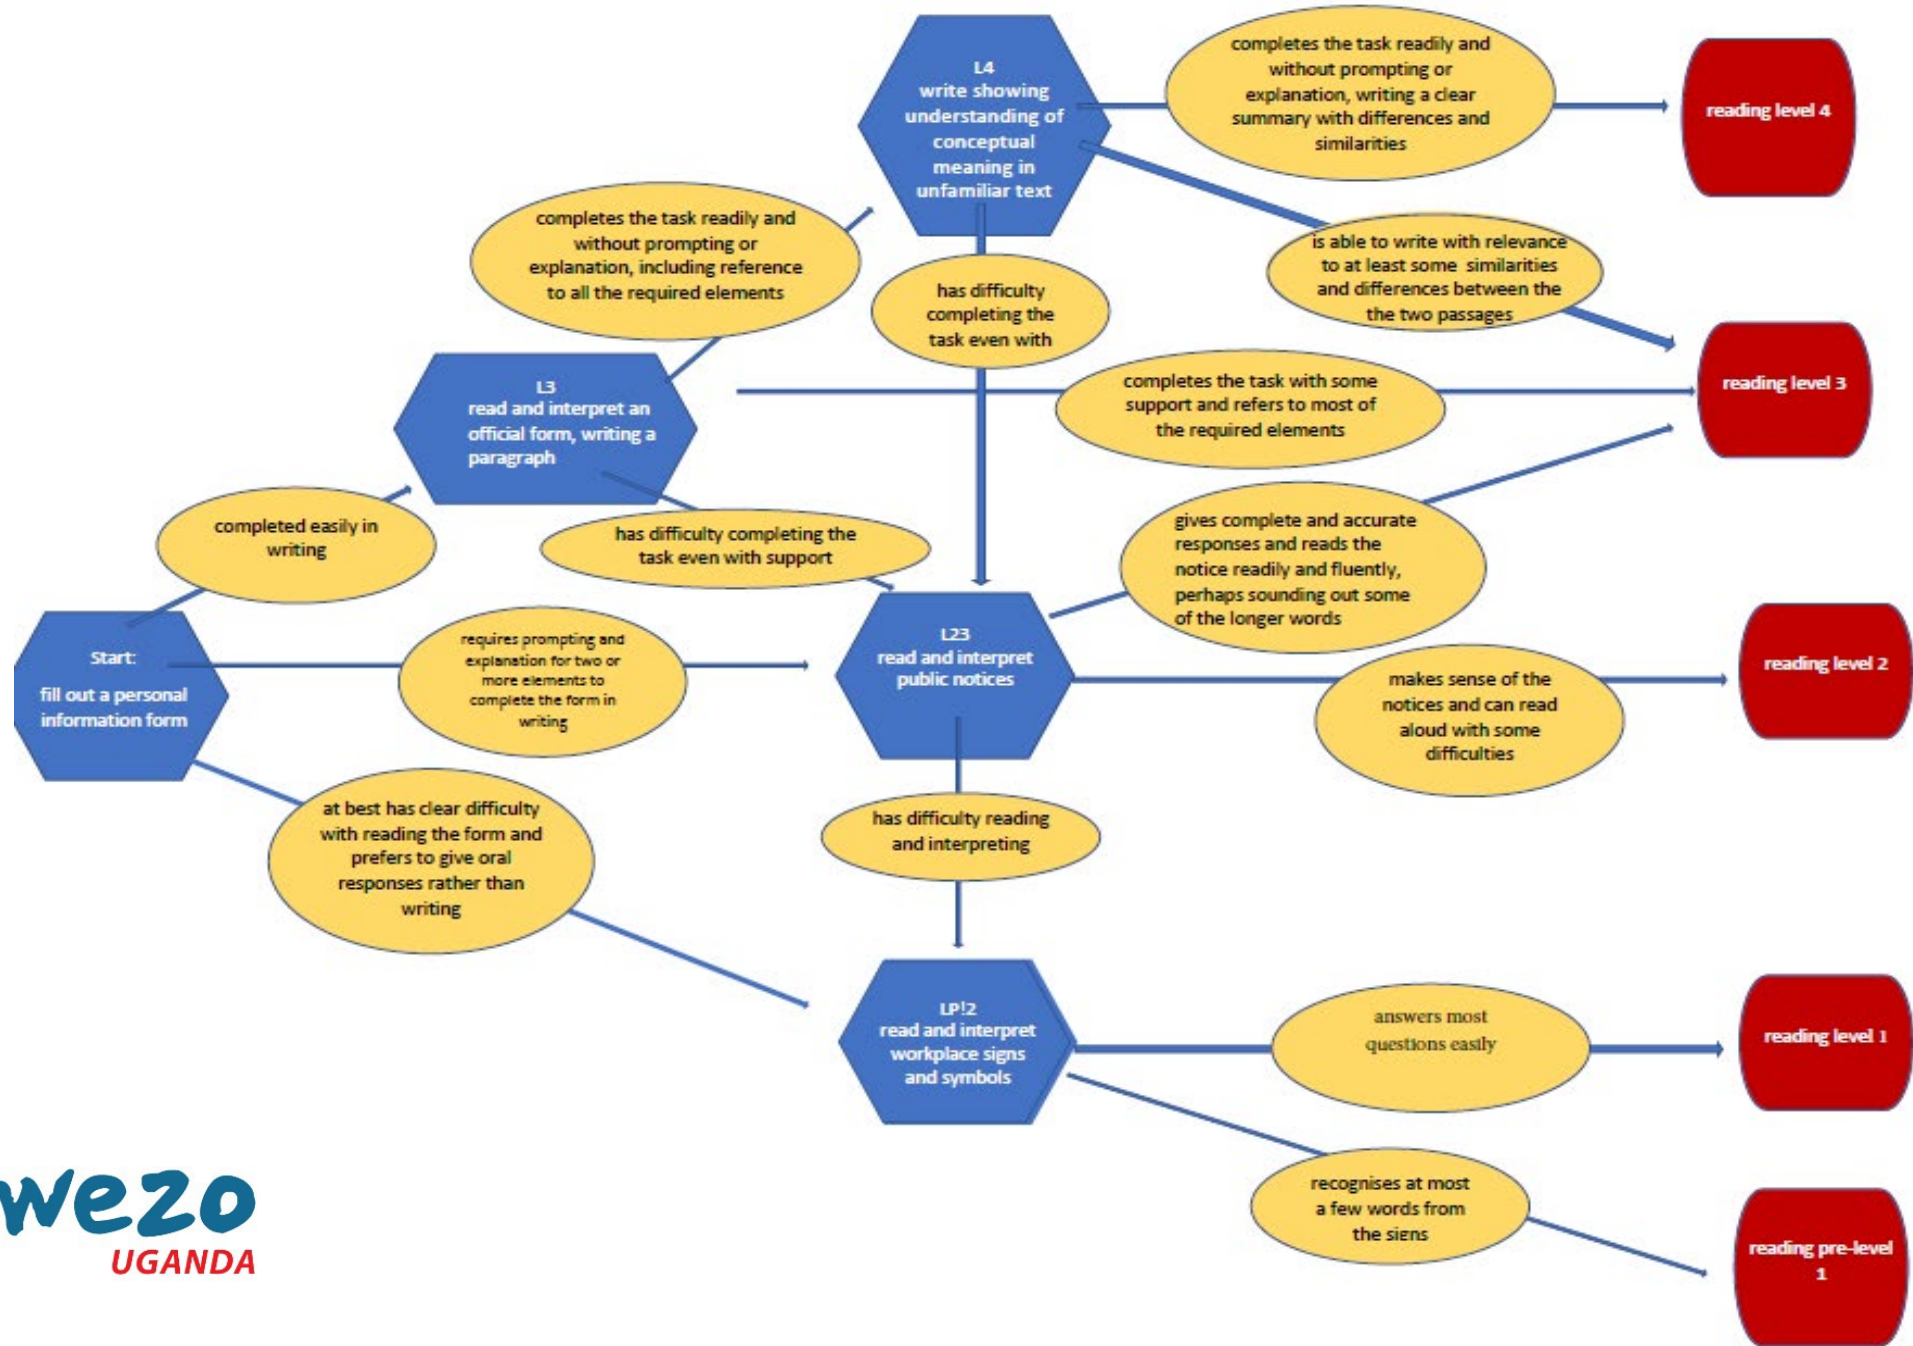 L4
write showing
understanding of
conceptual
meaning in
unfamiliar text
completes the task readily and
without prompting or
explanation, writing a clear
summary with differences and
similarities
reading level 4
completes the task readily and
without prompting or
explanation, including reference
to all the required elements
is able to write with relevance
to at least some similarities
and differences between the
the two passages
has difficulty
completing the
task even with
L3
read and interpret an
official form, writing a
paragraph
completes the task with some
support and refers to most of
the required elements
reading level 3
completed easily in
writing
has difficulty completing the
task even with support
gives complete and accurate
responses and reads the
notice readily and fluently,
perhaps sounding out some
of the longer words
Start:
fill out a personal
information form
requires prompting and
explanation for two or
more elements to
complete the form in
writing
L23
read and interpret
public notices
makes sense of the
notices and can read
aloud with some
difficulties
reading level 2
at best has clear difficulty
with reading the form and
prefers to give oral
responses rather than
writing
has difficulty reading
and interpreting
LP!2
read and interpret
workplace signs
and symbols
answers most
questions easily
reading level 1
recognises at most
a few words from
the signs
reading pre-level
1
wezo
UGANDA